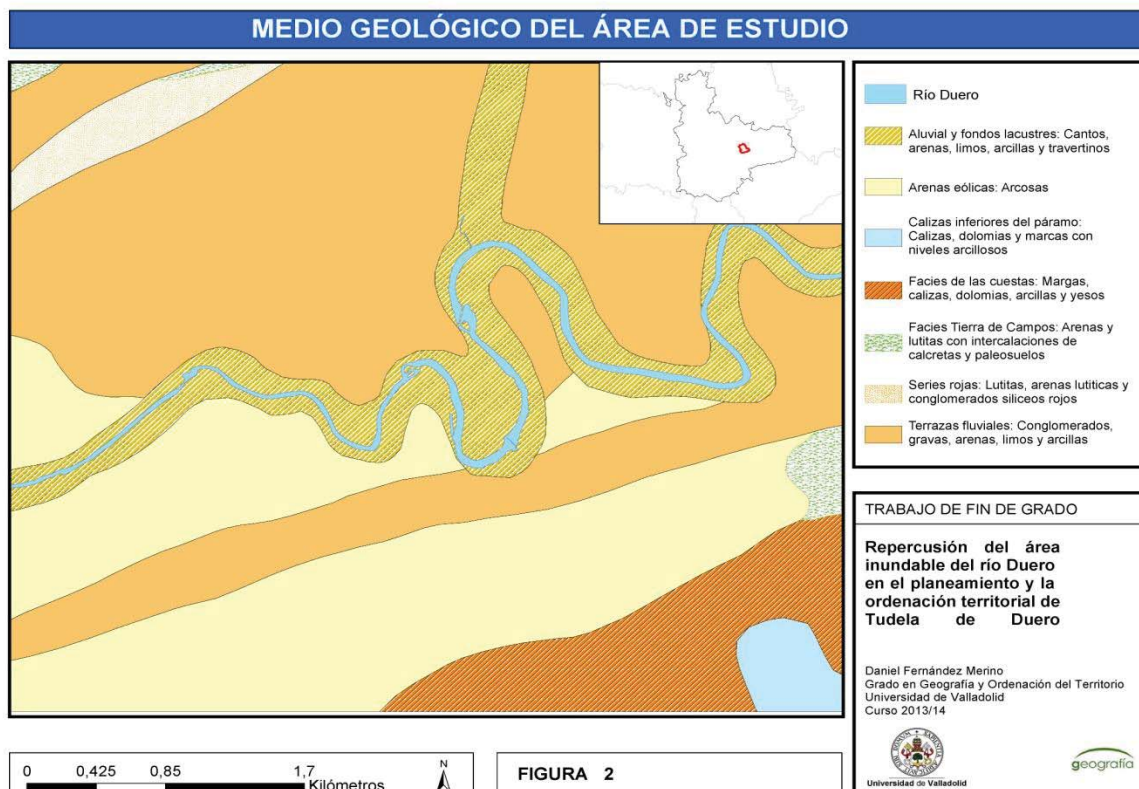 MEDIO GEOLÓGICO DEL ÁREA DE ESTUDIO
Río Duero
Aluvial y fondos lacustres: Cantos,
arenas, limos, arcillas y travertinos
Arenas eólicas: Arcosas
Calizas inferiores del páramo:
Calizas, dolomias y marcas con
niveles arcillosos
Facies de las cuestas: Margas,
calizas, dolomias, arcillas y yesos
Facies Tierra de Campos: Arenas y
lutitas con intercalaciones de
calcretas y paleosuelos
Series rojas: Lutitas, arenas lutiticas y
conglomerados siliceos rojos
Terrazas fluviales: Conglomerados,
gravas, arenas, limos y arcillas
TRABAJO DE FIN DE GRADO
Repercusión del área
inundable del río Duero
en el planeamiento y la
ordenación territorial de
Tudela de Duero
Daniel Fernández Merino
Grado en Geografía y Ordenación del Territorio
Universidad de Valladolid
Curso 2013/14
Universidad de Valladolid
geografía
0 0,425 0,85 1,7
Kilómetros
N
FIGURA 2